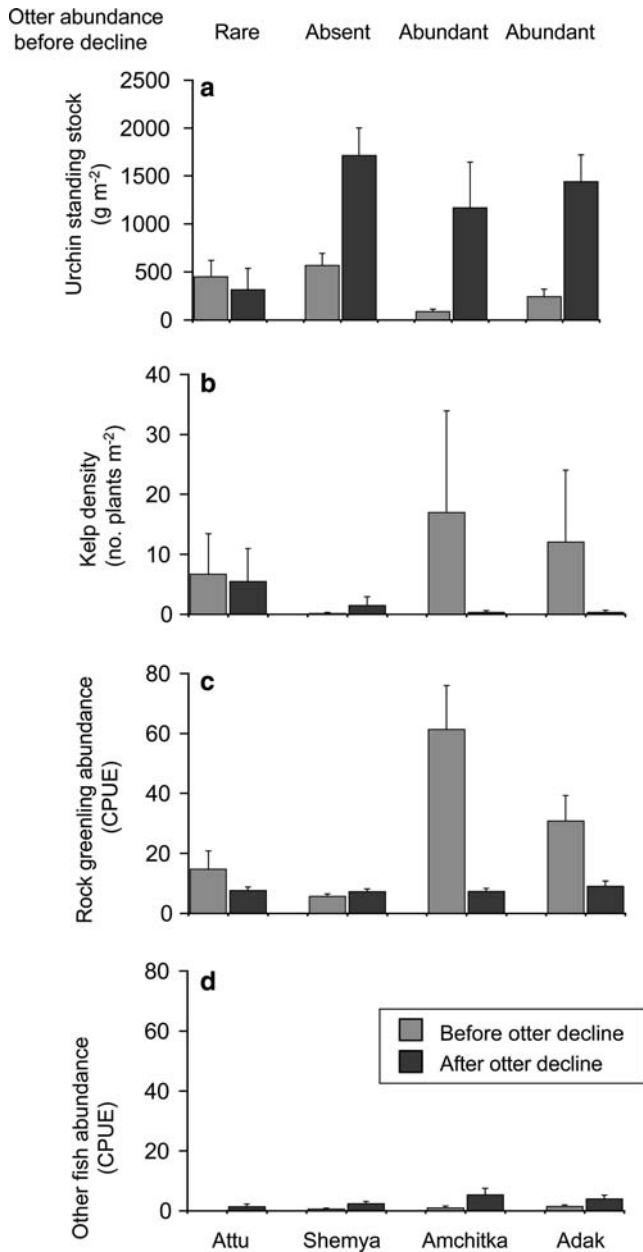 Otter abundance
before decline
Rare Absent Abundant Abundant
a
Urchin standing stock
(g m⁻²)
2500
2000
1500
1000
500
0
b
Kelp density
(no. plants m⁻²)
40
30
20
10
0
c
Rock greenling abundance
(CPUE)
80
60
40
20
0
d
Other fish abundance
(CPUE)
80
60
40
20
0
Before otter decline
After otter decline
Attu Shemya Amchitka Adak